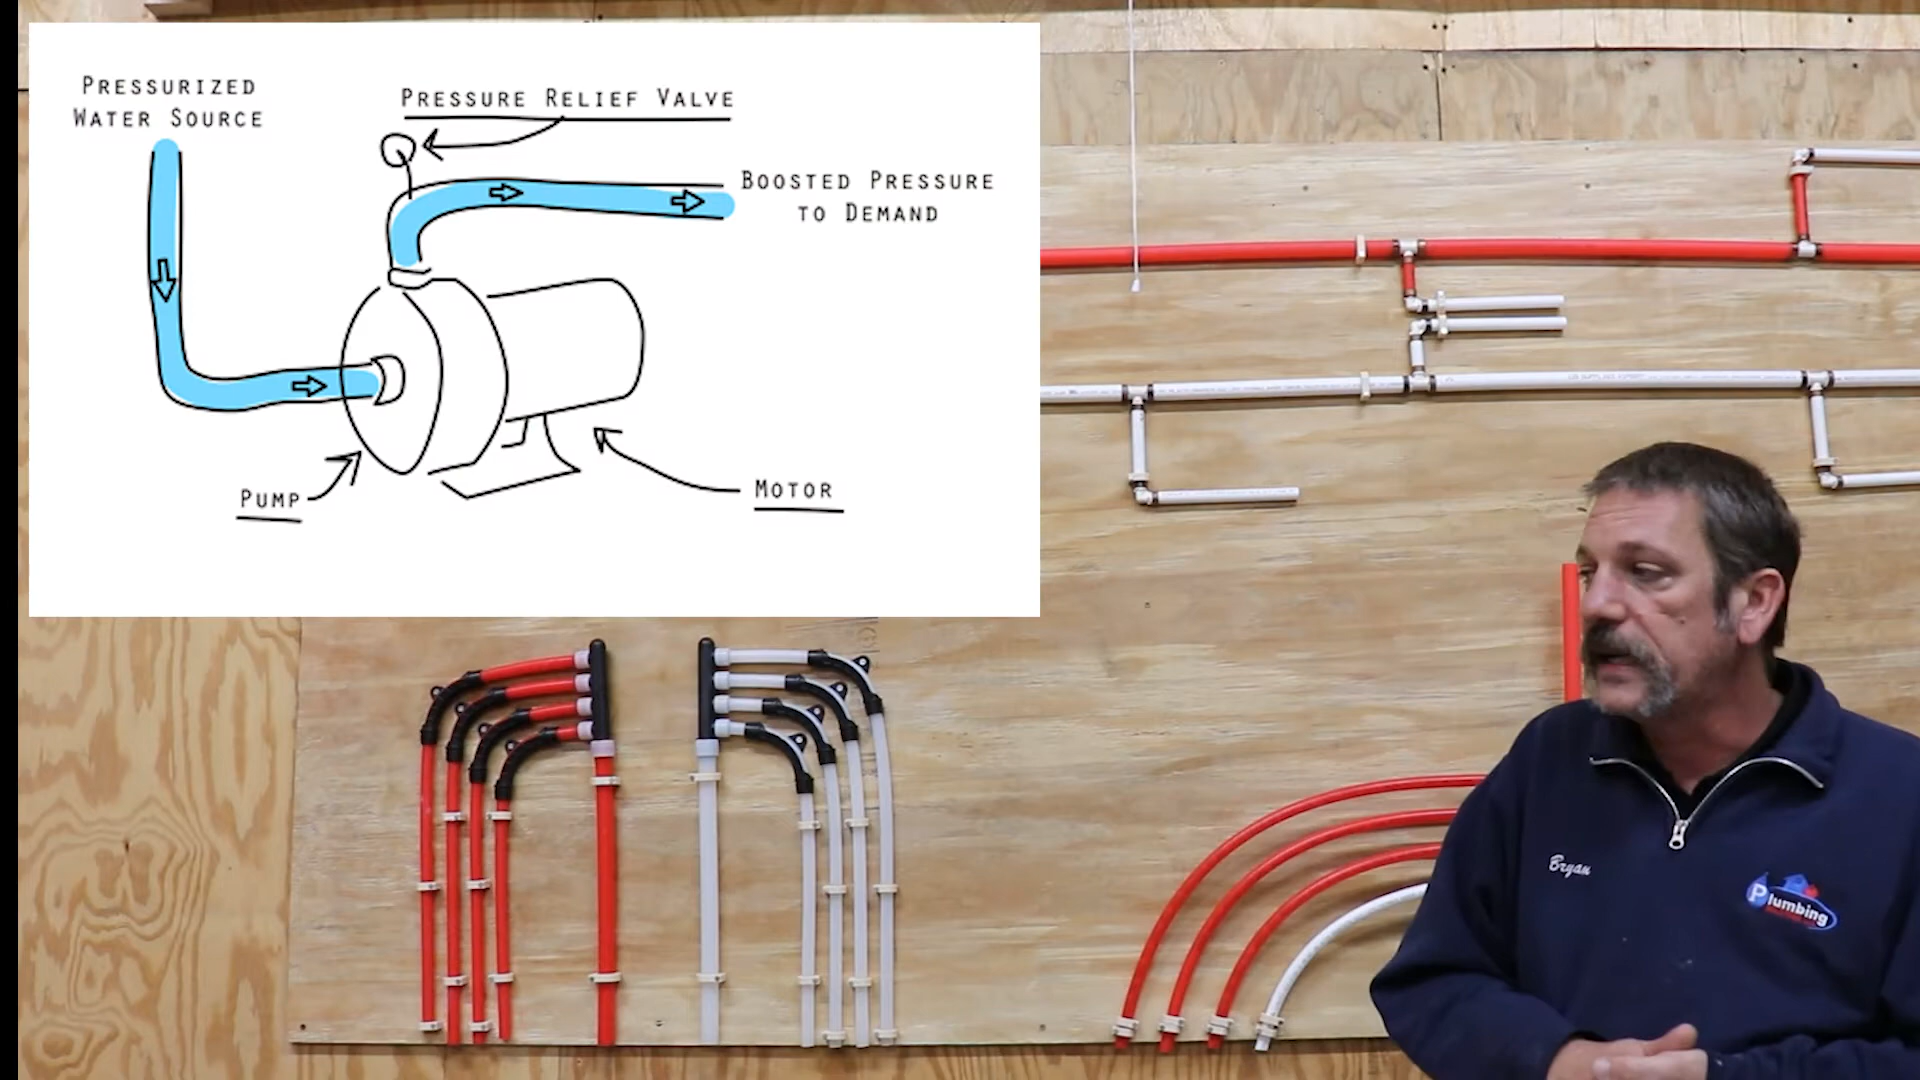 PRESSURIZED
WATER SOURCE
PRESSURE RELIEF VALVE
BOOSTED PRESSURE
TO DEMAND
PUMP
MOTOR
Bryan
Plumbing